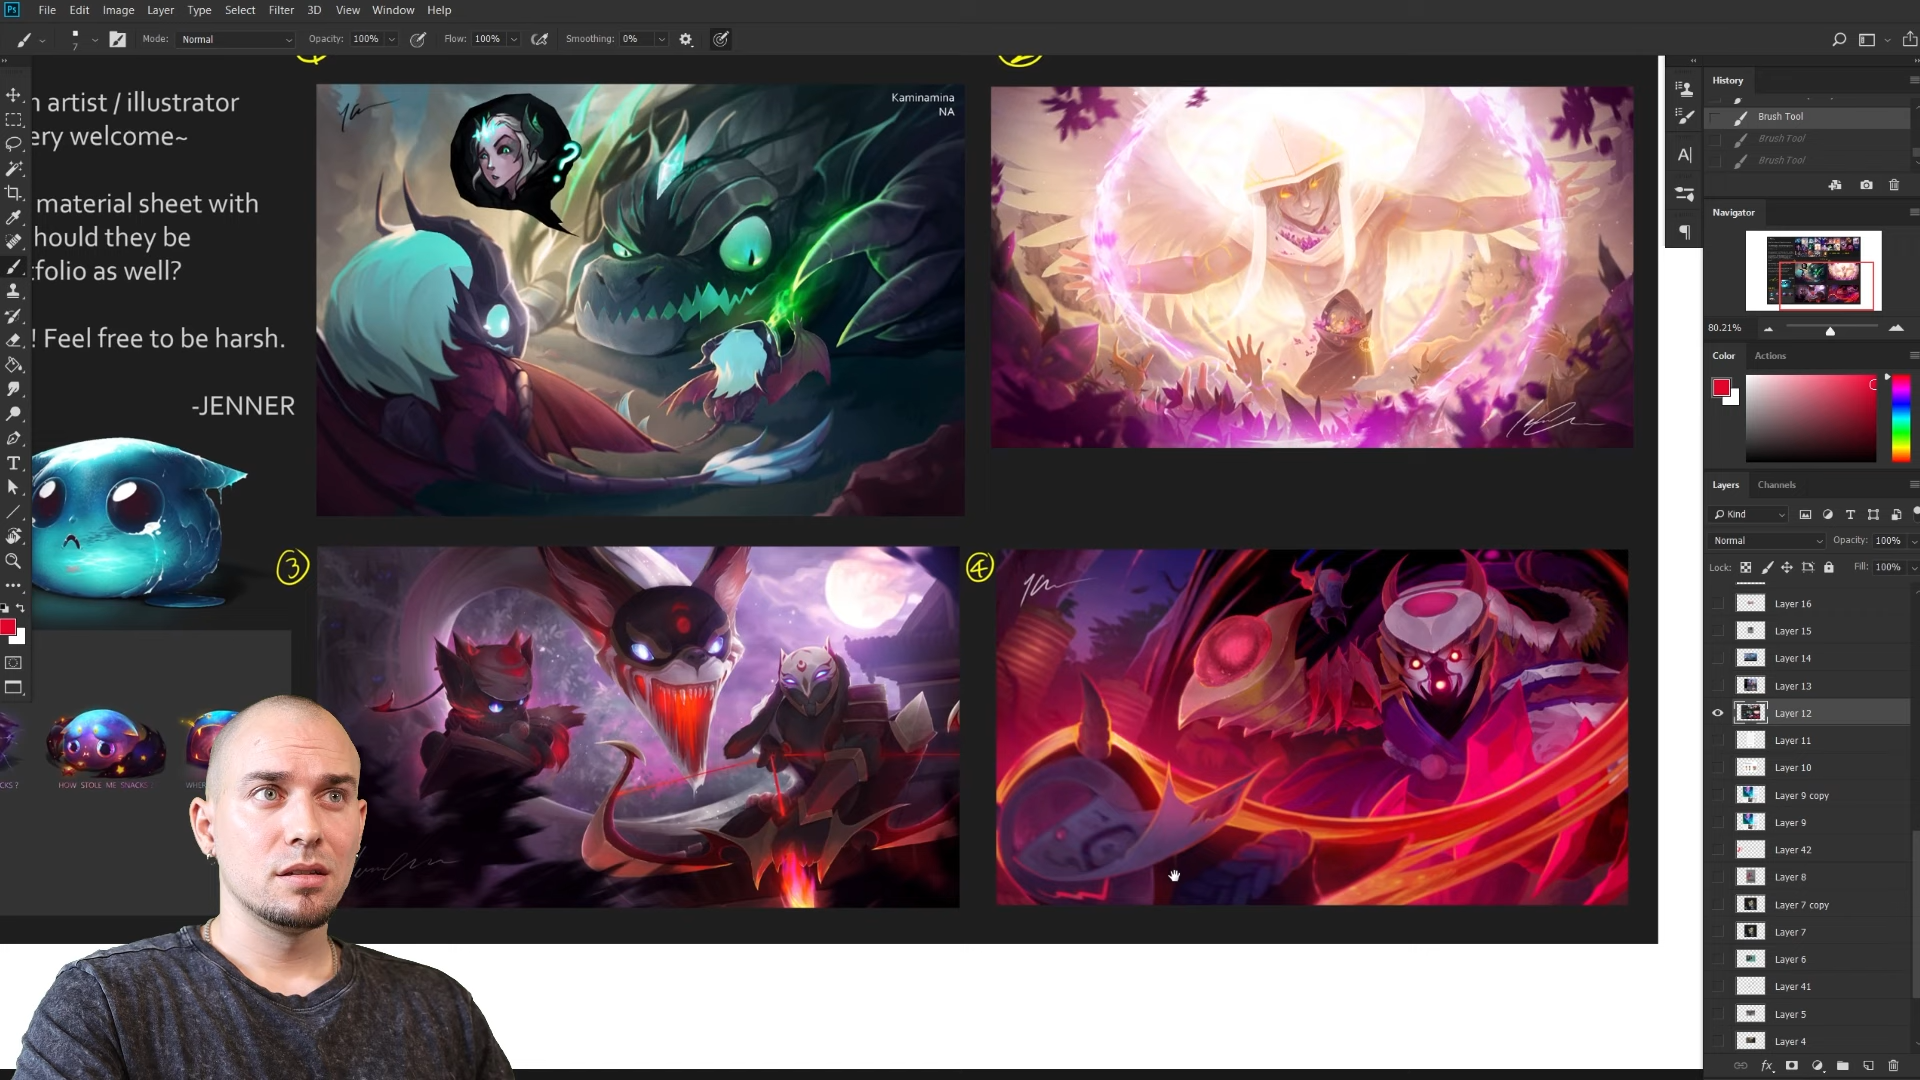 Ps File Edit Image Layer Type Select Filter 3D View Window Help
7 Mode: Normal Opacity: 100% Flow: 100% Smoothing: 0%
n artist / illustrator
ery welcome~
material sheet with
hould they be
folio as well?
! Feel free to be harsh.
-JENNER
Kaminamina
NA
?
3
4
HOW STOLE ME SNACKS
History
Brush Tool
Brush Tool
Brush Tool
Navigator
80.21%
Color Actions
Layers Channels
Kind
Normal Opacity: 100%
Lock: Fill: 100%
Layer 16
Layer 15
Layer 14
Layer 13
Layer 12
Layer 11
Layer 10
Layer 9 copy
Layer 9
Layer 42
Layer 8
Layer 7 copy
Layer 7
Layer 6
Layer 41
Layer 5
Layer 4
fx